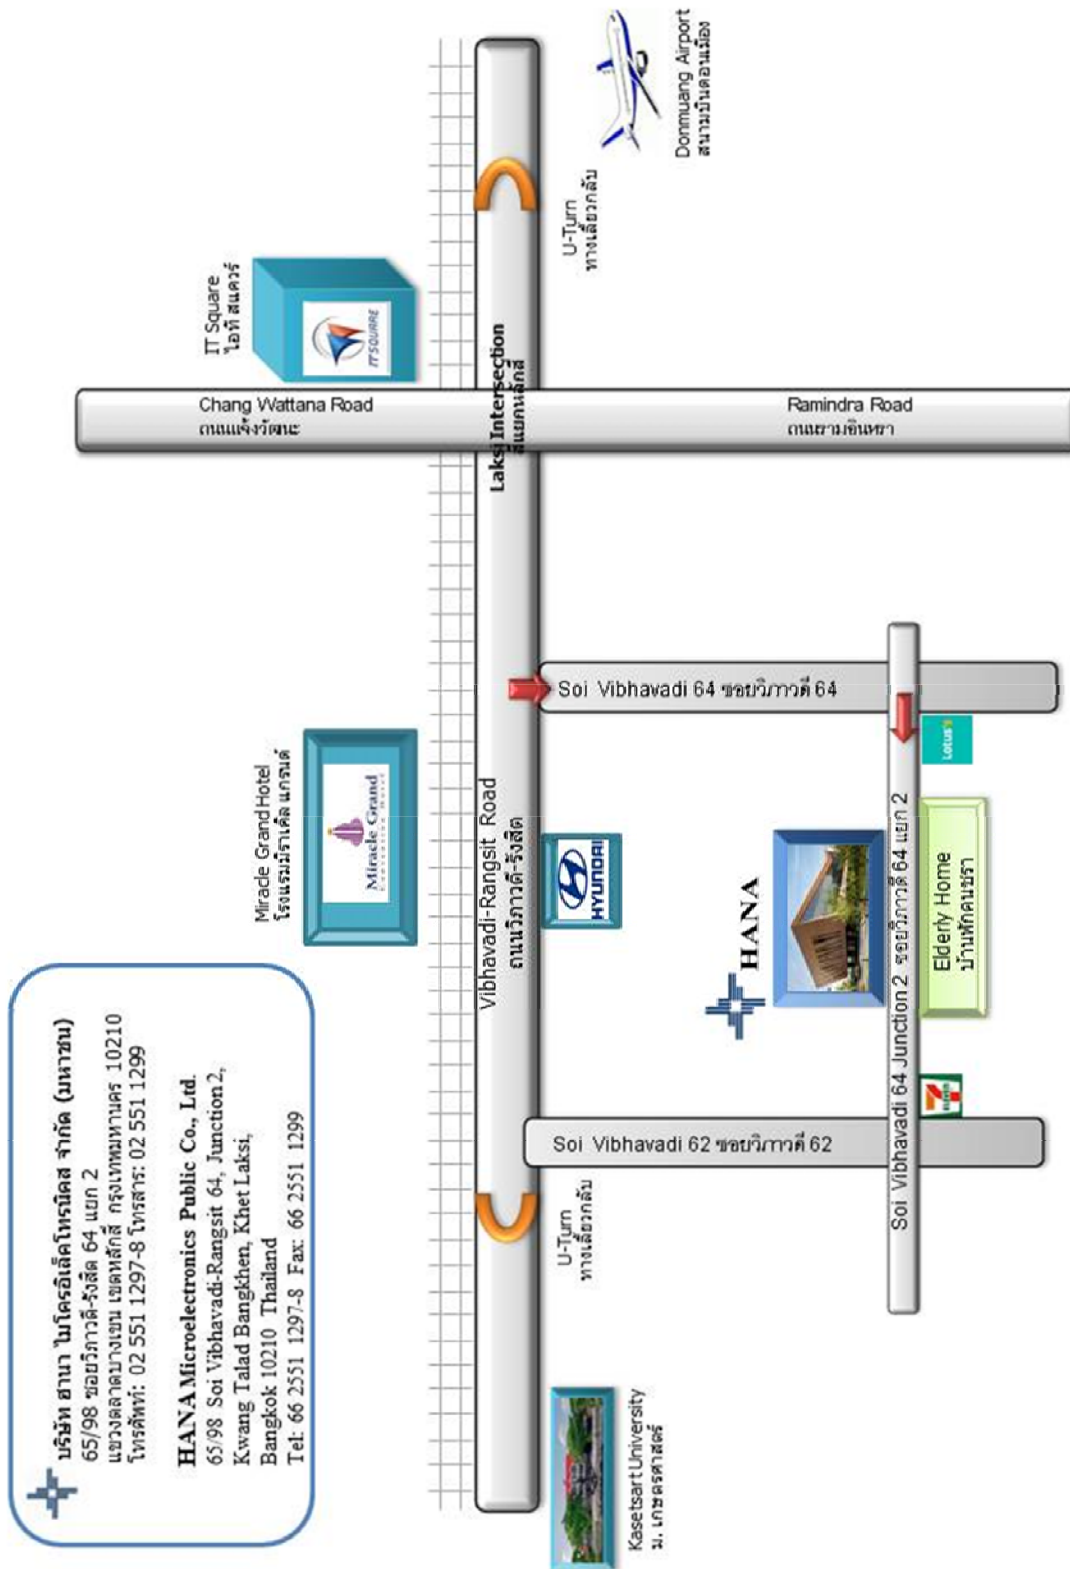 บริษัท ฮานา ไมโครอิเล็คโทรนิคส จำกัด (มหาชน)
65/98 ซอยวิภาวดี-รังสิต 64 แยก 2
แขวงตลาดบางเขน เขตหลักสี่ กรุงเทพมหานคร 10210
โทรศัพท์: 02 551 1297-8 โทรสาร: 02 551 1299
HANA Microelectronics Public Co., Ltd.
65/98 Soi Vibhavadi-Rangsit 64, Junction 2,
Kwang Talad Bangkhen, Khet Laksi,
Bangkok 10210 Thailand
Tel: 66 2551 1297-8 Fax: 66 2551 1299
Miracle Grand Hotel
โรงแรมมิราเคิล แกรนด์
Miracle Grand
Convention Hotel
IT Square
ไอที สแควร์
IT SQUARE
Chang Wattana Road
ถนนแจ้งวัฒนะ
Laksi Intersection
สี่แยกหลักสี่
Ramindra Road
ถนนรามอินทรา
Vibhavadi-Rangsit Road
ถนนวิภาวดี-รังสิต
U-Turn
ทางเลี้ยวกลับ
Donmuang Airport
สนามบินดอนเมือง
HYUNDAI
Soi Vibhavadi 64 ซอยวิภาวดี 64
Soi Vibhavadi 62 ซอยวิภาวดี 62
U-Turn
ทางเลี้ยวกลับ
Kasetsart University
ม. เกษตรศาสตร์
HANA
Soi Vibhavadi 64 Junction 2 ซอยวิภาวดี 64 แยก 2
7
ELEVEN
Elderly Home
บ้านพักคนชรา
Lotus's